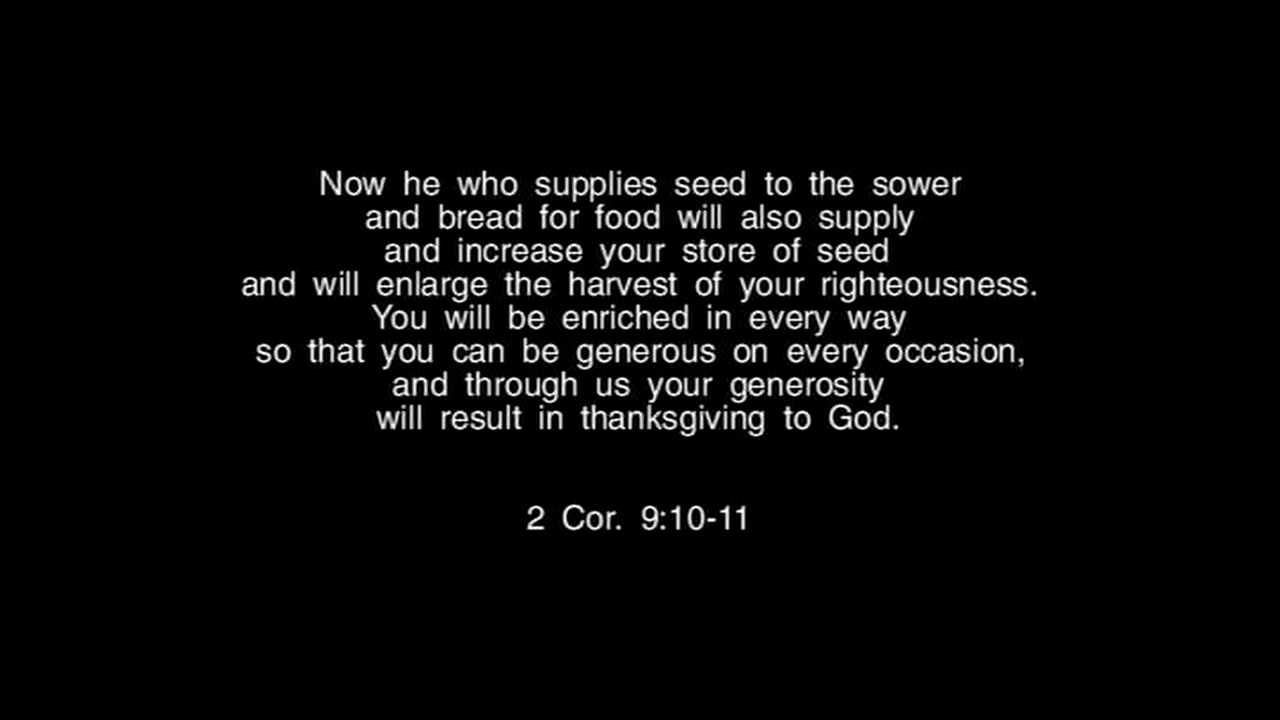 Now he who supplies seed to the sower
and bread for food will also supply
and increase your store of seed
and will enlarge the harvest of your righteousness.
You will be enriched in every way
so that you can be generous on every occasion,
and through us your generosity
will result in thanksgiving to God.
2 Cor. 9:10-11